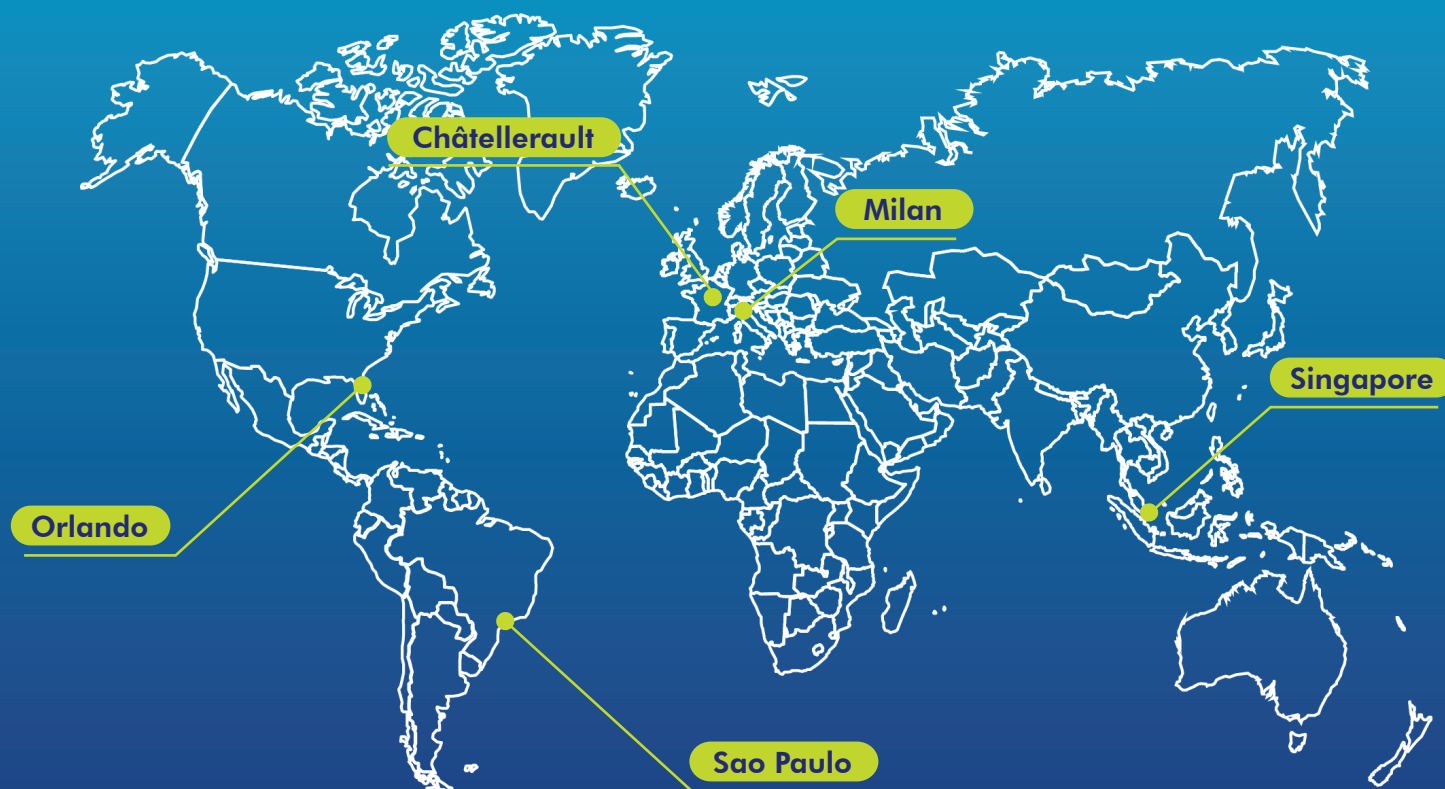 Châtellerault
Milan
Singapore
Orlando
Sao Paulo